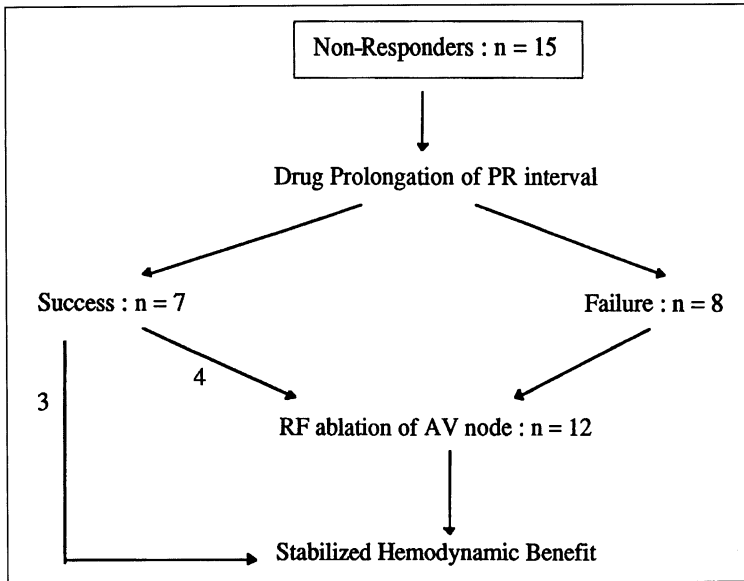 Non-Responders : n = 15
Drug Prolongation of PR interval
Success : n = 7
Failure : n = 8
3
4
RF ablation of AV node : n = 12
Stabilized Hemodynamic Benefit